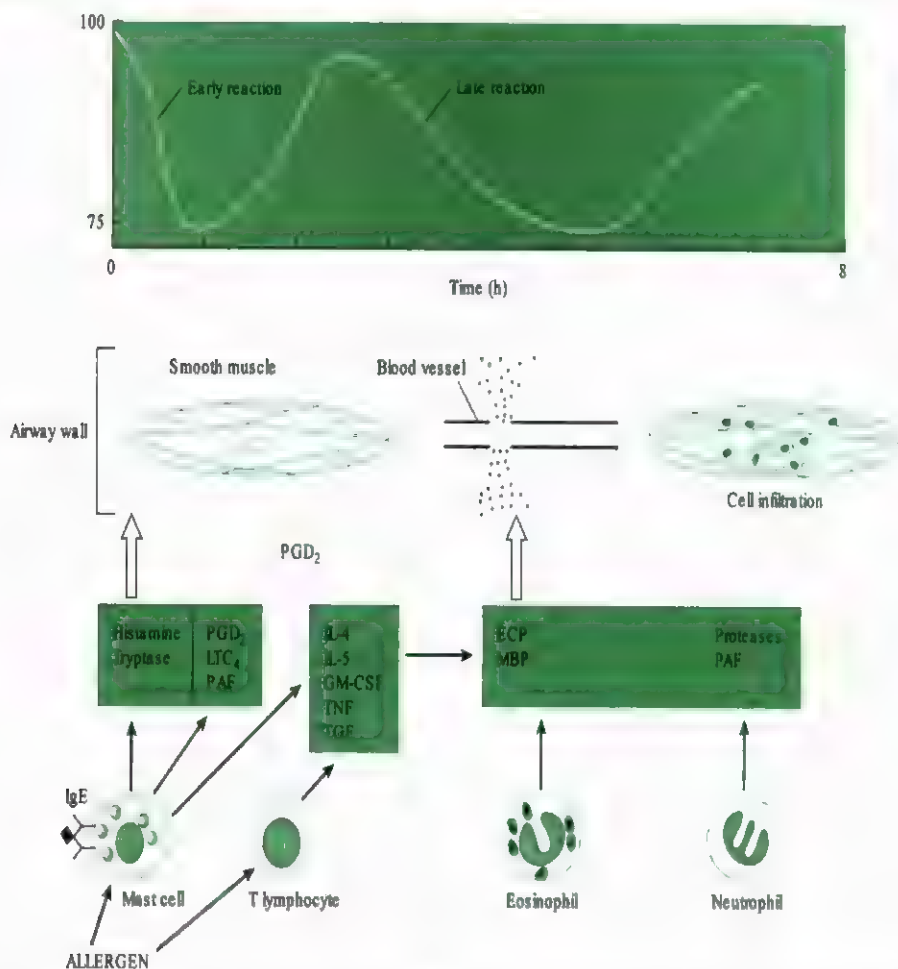 100
Early reaction
Late reaction
75
0
8
Time (h)
Smooth muscle
Blood vessel
Airway wall
Cell infiltration
PGD₂
Histamine
Tryptase
PGD₂
LTC₄
PAF
IL-4
IL-5
GM-CSF
TNF
TGF
ECP
MBP
Proteases
PAF
IgE
Mast cell
T lymphocyte
Eosinophil
Neutrophil
ALLERGEN